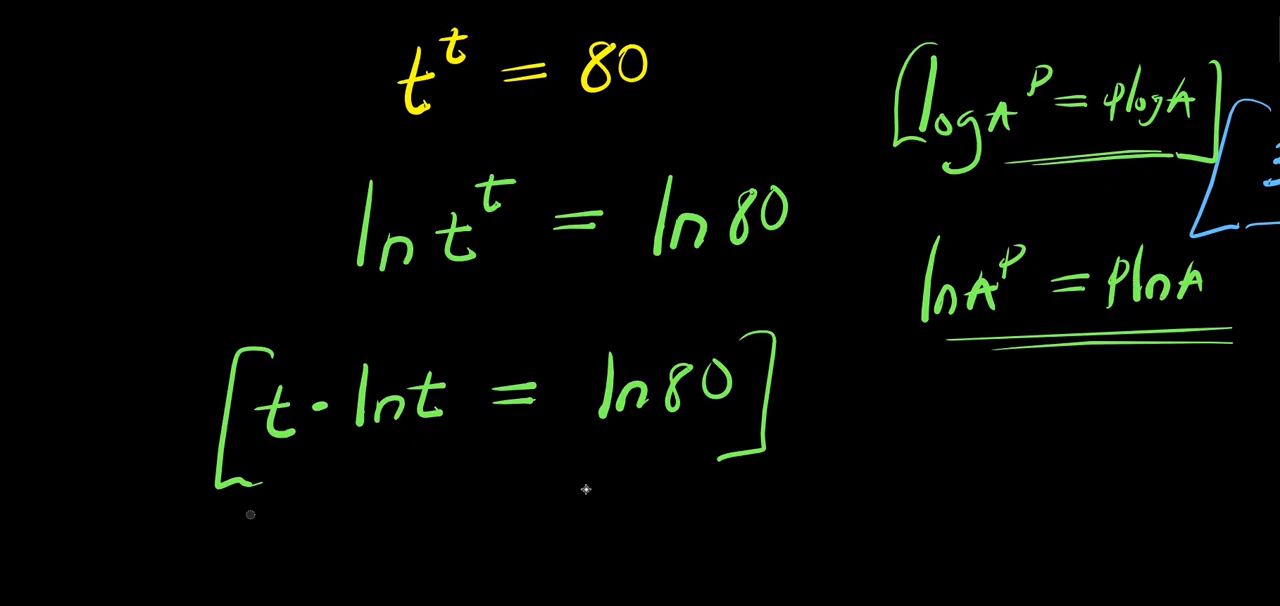 t^t = 80
[log A^P = P log A]
ln t^t = ln 80
ln A^P = P ln A
[t · ln t = ln 80]